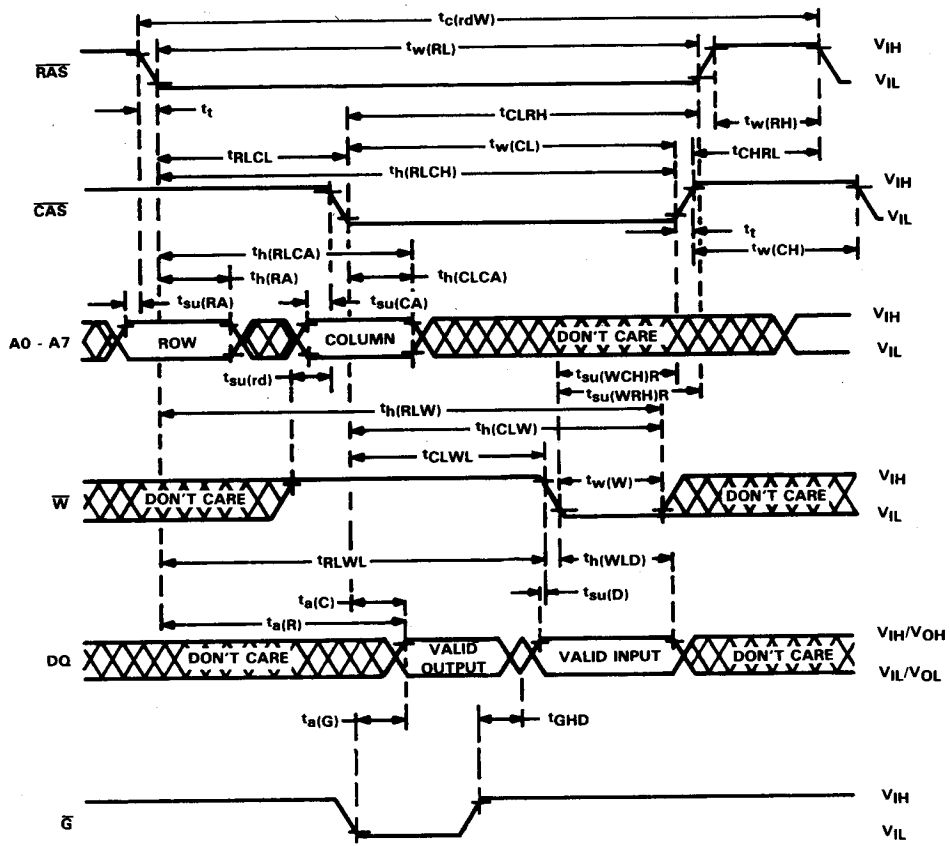 tc(rdW)
tw(RL)
VIH
RAS
VIL
tt
tCLRH
tw(RH)
tw(CL)
tRLCL
tCHRL
th(RLCH)
VIH
CAS
VIL
tt
th(RLCA)
tw(CH)
th(RA)
th(CLCA)
tsu(RA)
tsu(CA)
VIH
A0 - A7
ROW
COLUMN
DON'T CARE
VIL
tsu(rd)
tsu(WCH)R
tsu(WRH)R
th(RLW)
th(CLW)
tCLWL
VIH
W
DON'T CARE
tw(W)
DON'T CARE
VIL
tRLWL
th(WLD)
ta(C)
tsu(D)
ta(R)
VIH/VOH
DQ
DON'T CARE
VALID OUTPUT
VALID INPUT
DON'T CARE
VIL/VOL
ta(G)
tGHD
VIH
G
VIL